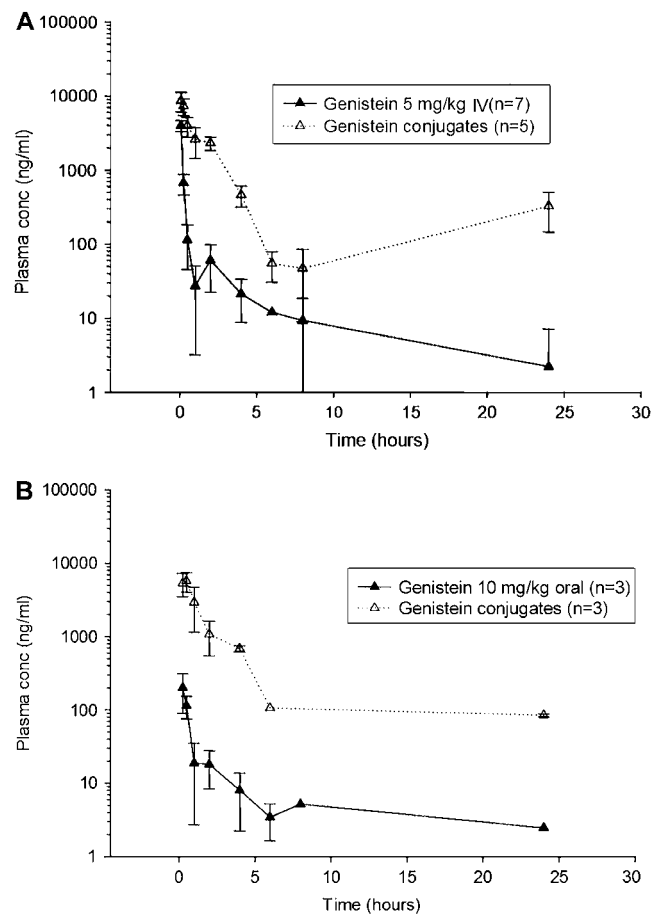 A
100000
10000
1000
100
10
1
Plasma conc (ng/ml)
Genistein 5 mg/kg IV(n=7)
Genistein conjugates (n=5)
0 5 10 15 20 25 30
Time (hours)
B
100000
10000
1000
100
10
1
Plasma conc (ng/ml)
Genistein 10 mg/kg oral (n=3)
Genistein conjugates (n=3)
0 5 10 15 20 25 30
Time (hours)